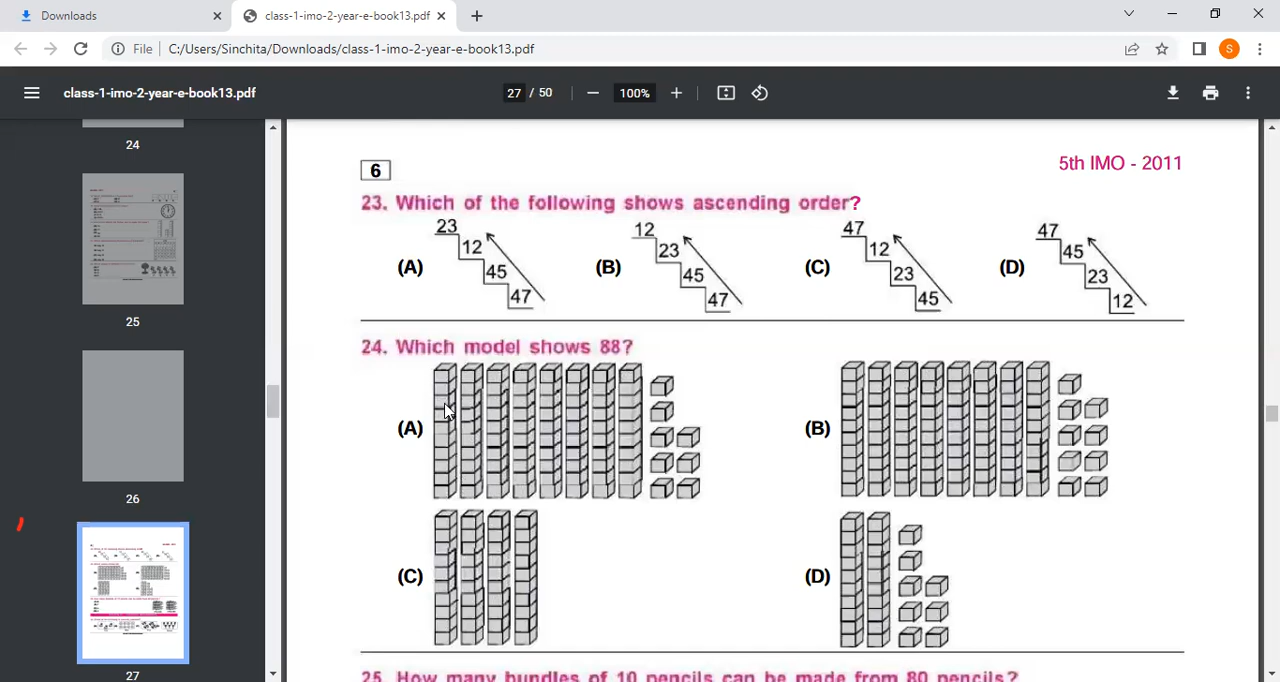 Downloads
class-1-imo-2-year-e-book13.pdf
File
C:/Users/Sinchita/Downloads/class-1-imo-2-year-e-book13.pdf
S
class-1-imo-2-year-e-book13.pdf
27 / 50
100%
24
25
26
27
6
5th IMO - 2011
23. Which of the following shows ascending order?
(A) 23 12 45 47
(B) 12 23 45 47
(C) 47 12 23 45
(D) 47 45 23 12
24. Which model shows 88?
(A)
(B)
(C)
(D)
25. How many bundles of 10 pencils can be made from 80 pencils?